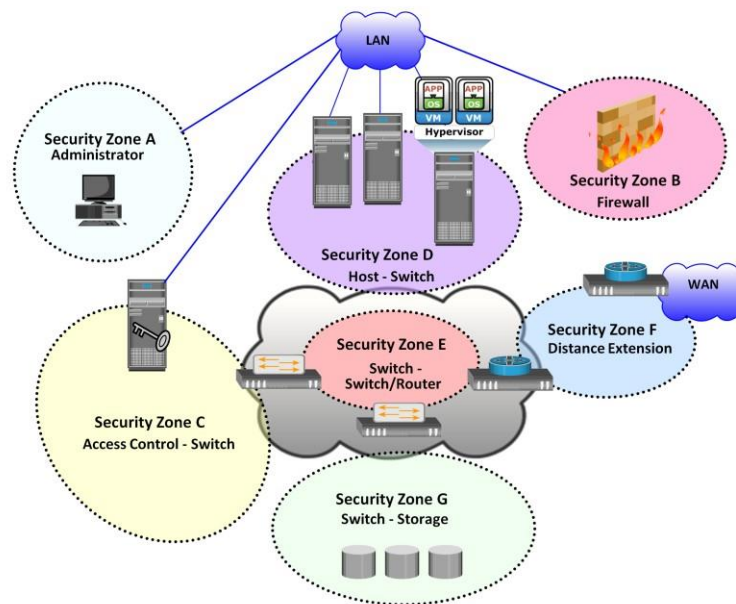 LAN
APP
OS
VM
APP
OS
VM
Hypervisor
Security Zone A
Administrator
Security Zone B
Firewall
Security Zone D
Host - Switch
WAN
Security Zone F
Distance Extension
Security Zone E
Switch -
Switch/Router
Security Zone C
Access Control - Switch
Security Zone G
Switch - Storage